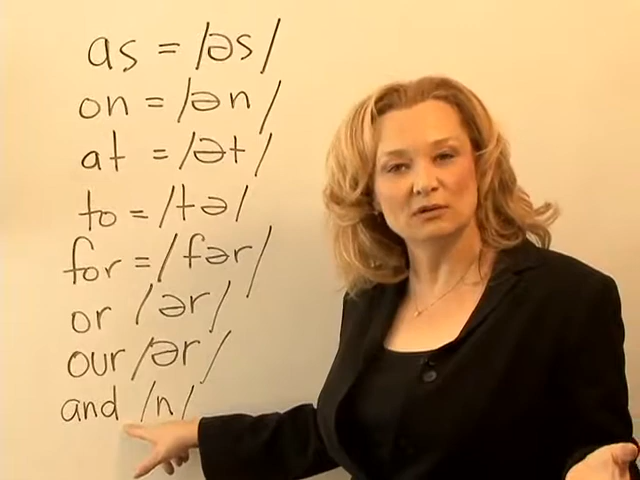 as = /əs/
on = /ən/
at = /ət/
to = /tə/
for = /fər/
or /ər/
our /ər/
and /n/